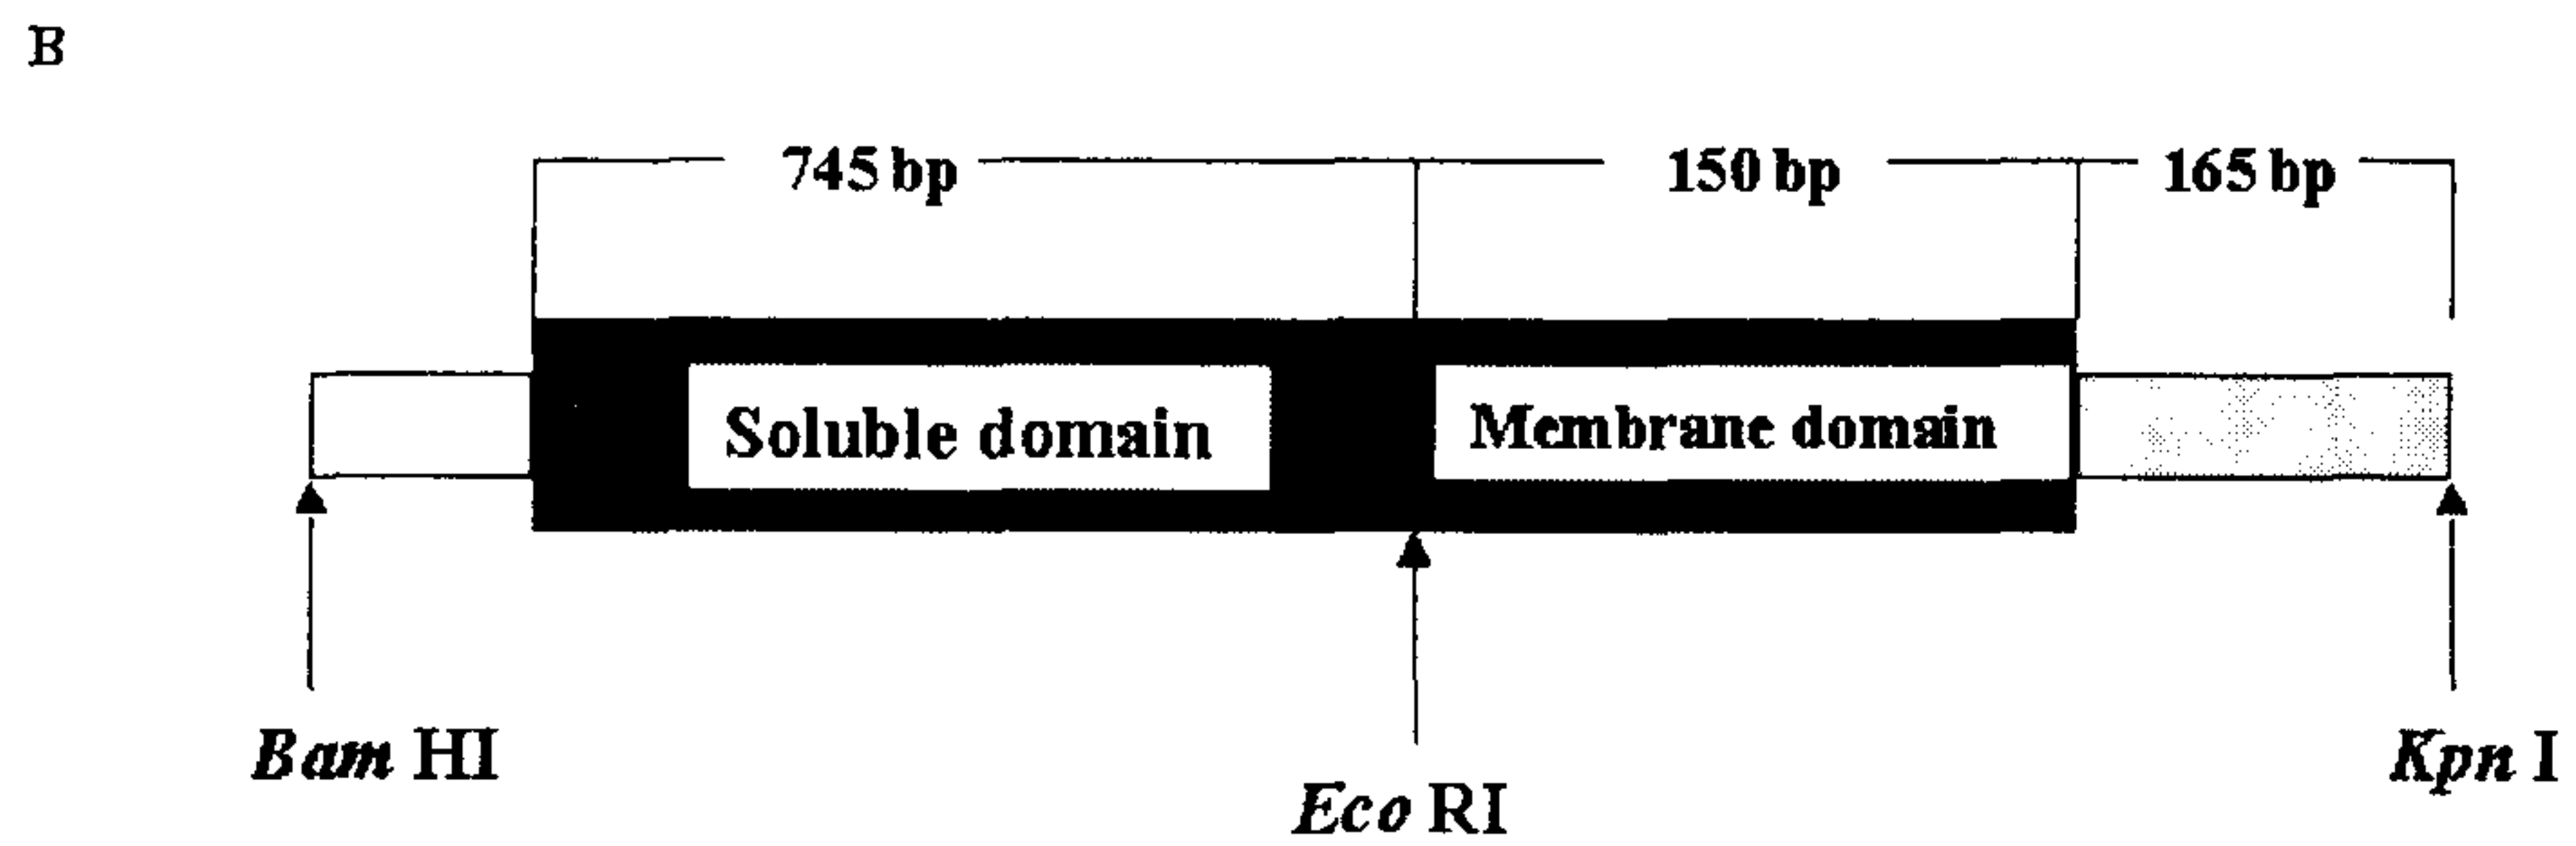 B
745 bp 150 bp 165 bp
Soluble domain Membrane domain
Bam HI Kpn I
Eco RI